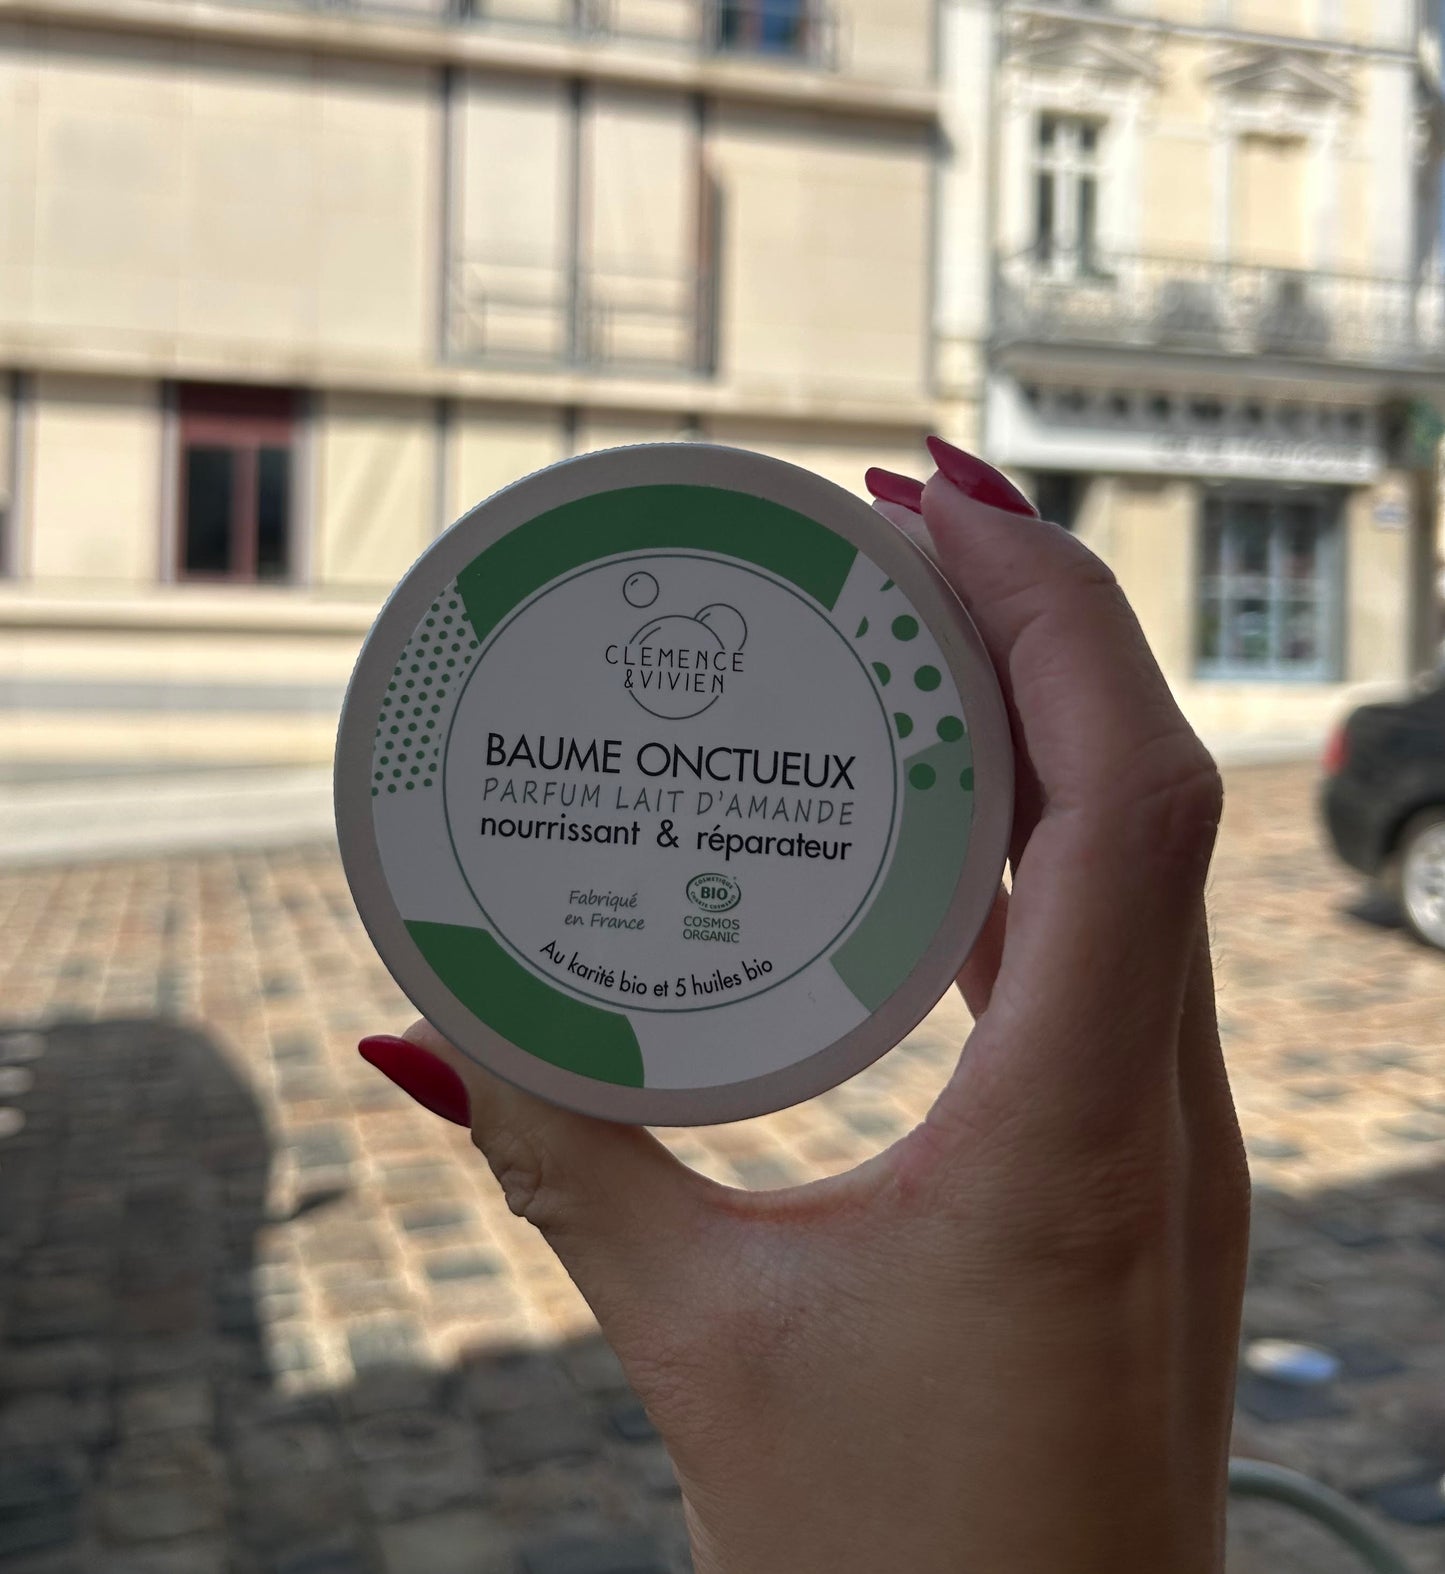 CLEMENCE
& VIVIEN
BAUME ONCTUEUX
PARFUM LAIT D'AMANDE
nourrissant & réparateur
Fabriqué
en France
COSMETIQUE
BIO
COSMOS
ORGANIC
Au karité bio et 5 huiles bio